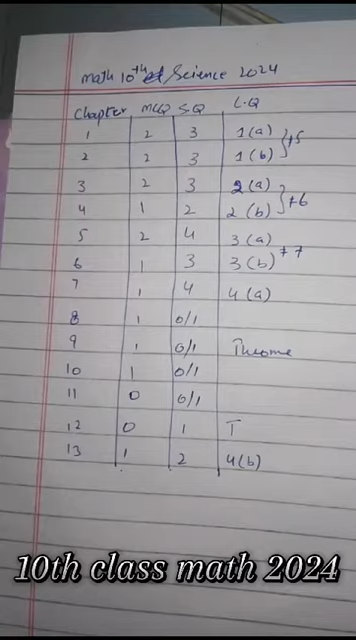 math 10th Science 2024
Chapter MCQ SQ L.Q
1 2 3 1(a) } +5
2 2 3 1(b)
3 2 3 2(a) } +6
4 1 2 2(b)
5 2 4 3(a)
6 1 3 3(b) +7
7 1 4 4(a)
8 1 0/1
9 1 0/1
10 1 0/1
11 0 0/1
12 0 1 T
13 1 2 4(b)
10th class math 2024